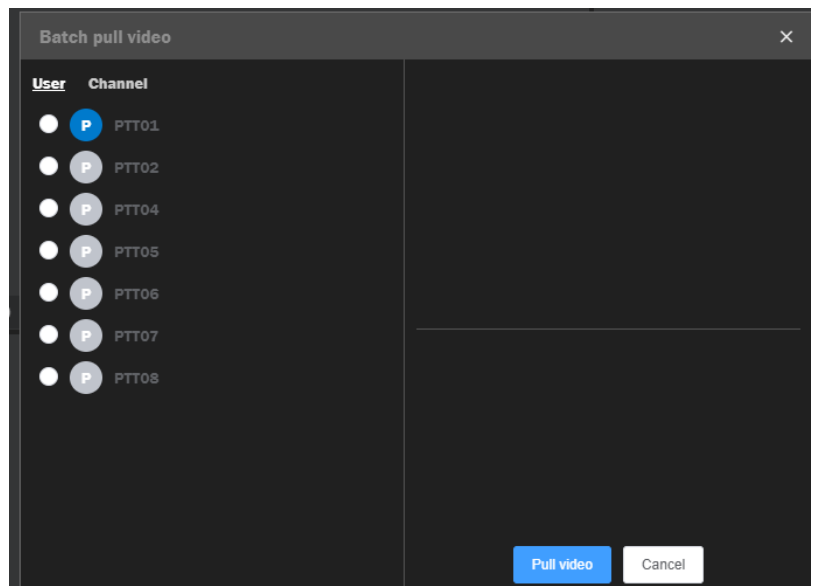 Batch pull video
User Channel
P PTT01
P PTT02
P PTT04
P PTT05
P PTT06
P PTT07
P PTT08
Pull video Cancel